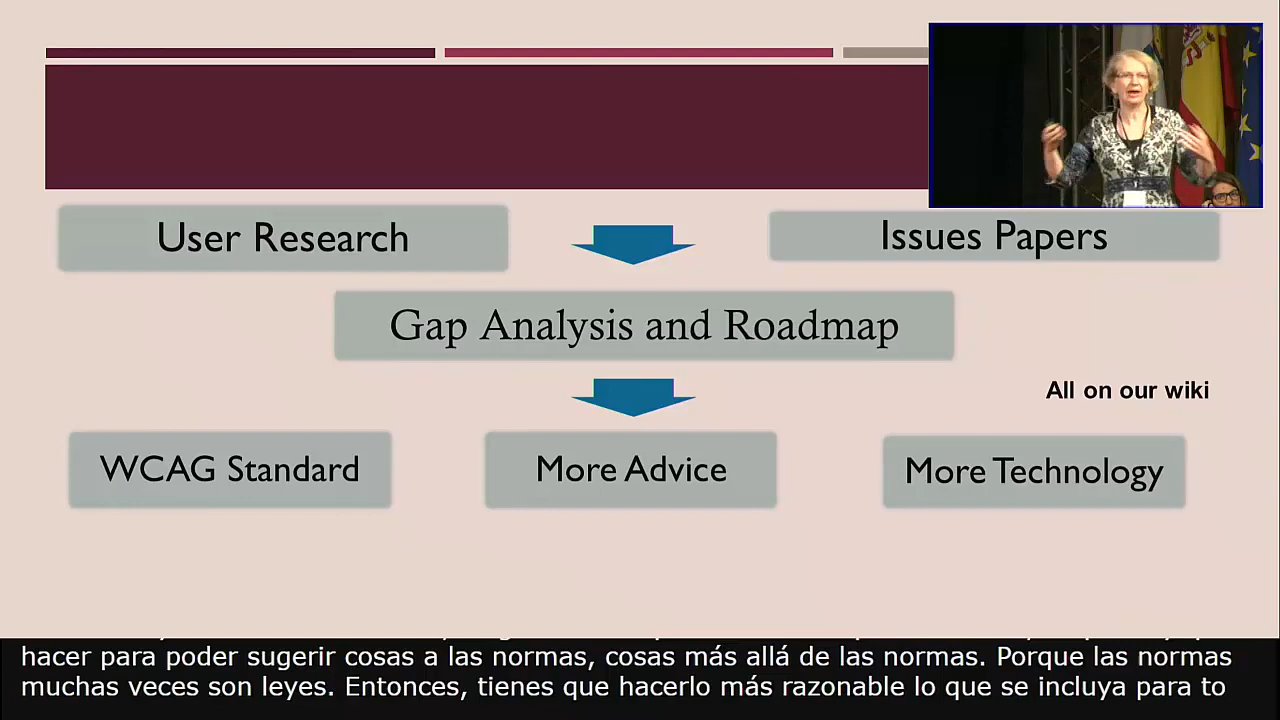 User Research
Issues Papers
Gap Analysis and Roadmap
All on our wiki
WCAG Standard
More Advice
More Technology
hacer para poder sugerir cosas a las normas, cosas más allá de las normas. Porque las normas
muchas veces son leyes. Entonces, tienes que hacerlo más razonable lo que se incluya para to